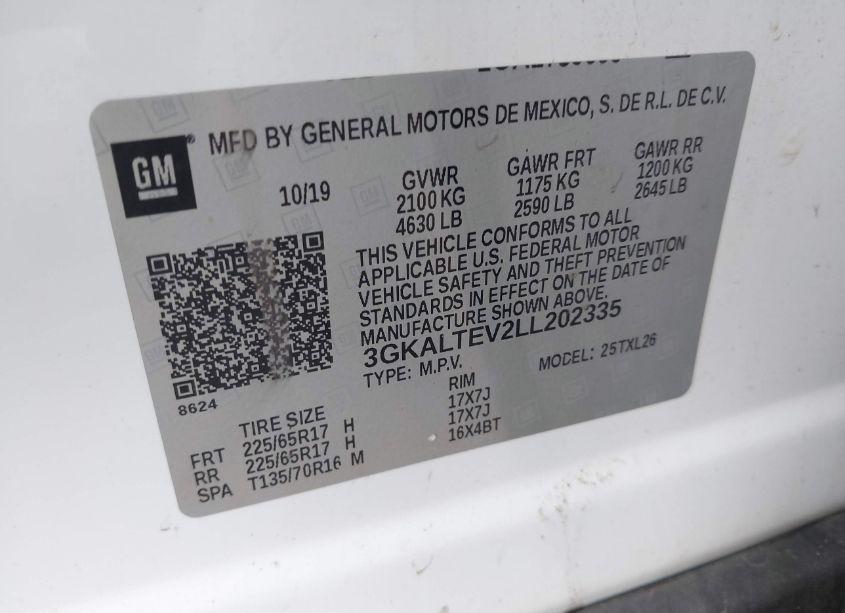 MFD BY GENERAL MOTORS DE MEXICO, S. DE R.L. DE C.V.
GM
®
10/19
GVWR
2100 KG
4630 LB
GAWR FRT
1175 KG
2590 LB
GAWR RR
1200 KG
2645 LB
THIS VEHICLE CONFORMS TO ALL
APPLICABLE U.S. FEDERAL MOTOR
VEHICLE SAFETY AND THEFT PREVENTION
STANDARDS IN EFFECT ON THE DATE OF
MANUFACTURE SHOWN ABOVE.
3GKALTEV2LL202335
TYPE: M.P.V. MODEL: 25TXL26
8624
TIRE SIZE RIM
FRT 225/65R17 H 17X7J
RR 225/65R17 H 17X7J
SPA T135/70R16 M 16X4BT